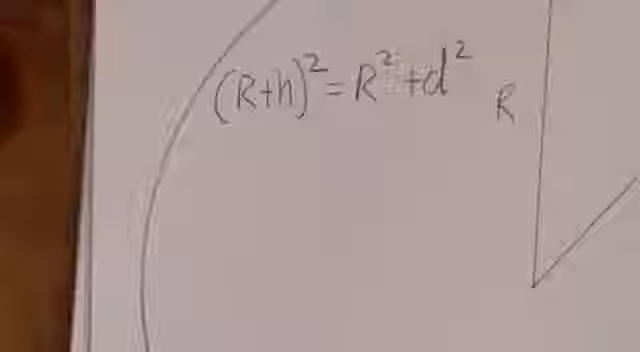 (R+h)² = R² + d²
R